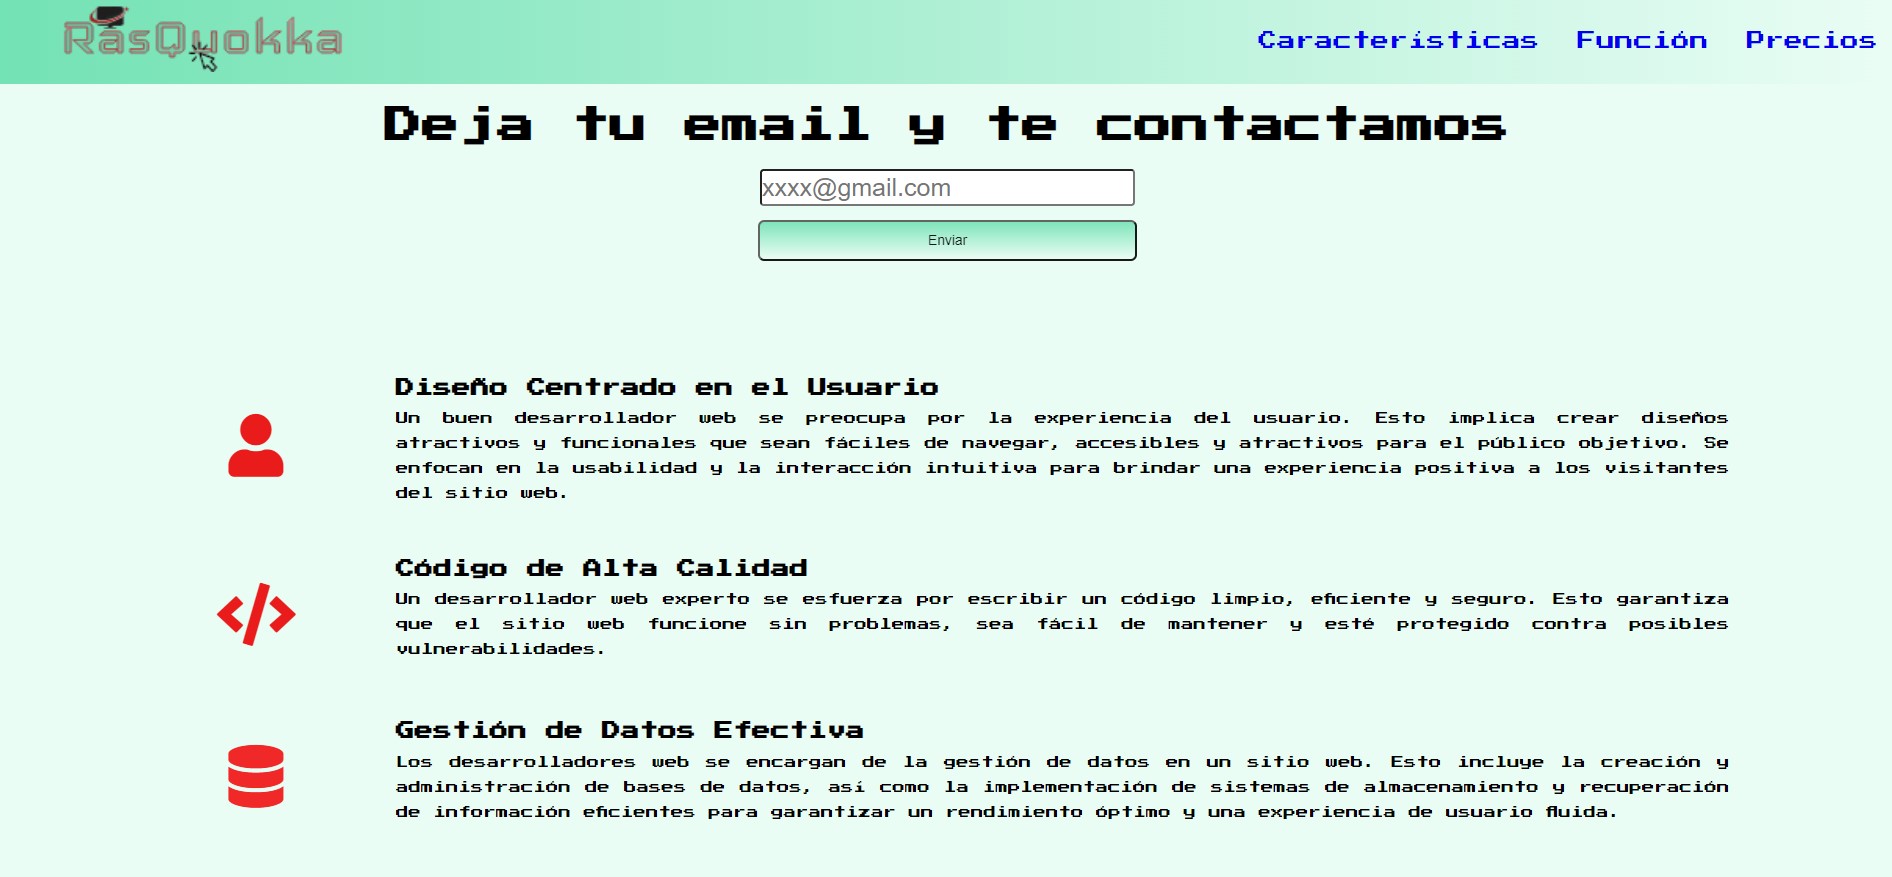 RasQuokka
Características Función Precios
Deja tu email y te contactamos
xxxx@gmail.com
Enviar
Diseño Centrado en el Usuario
Un buen desarrollador web se preocupa por la experiencia del usuario. Esto implica crear diseños
atractivos y funcionales que sean fáciles de navegar, accesibles y atractivos para el público objetivo. Se
enfocan en la usabilidad y la interacción intuitiva para brindar una experiencia positiva a los visitantes
del sitio web.
Código de Alta Calidad
Un desarrollador web experto se esfuerza por escribir un código limpio, eficiente y seguro. Esto garantiza
que el sitio web funcione sin problemas, sea fácil de mantener y esté protegido contra posibles
vulnerabilidades.
Gestión de Datos Efectiva
Los desarrolladores web se encargan de la gestión de datos en un sitio web. Esto incluye la creación y
administración de bases de datos, así como la implementación de sistemas de almacenamiento y recuperación
de información eficientes para garantizar un rendimiento óptimo y una experiencia de usuario fluida.